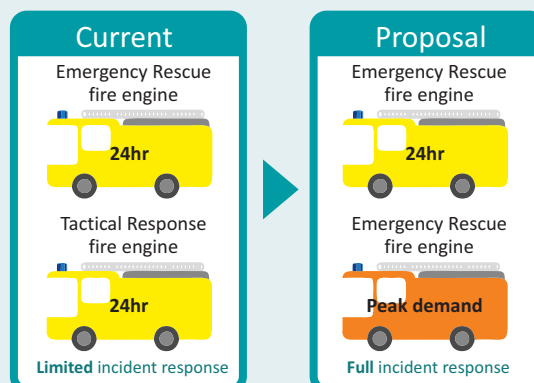 Current
Emergency Rescue
fire engine
24hr
Tactical Response
fire engine
24hr
Limited incident response
Proposal
Emergency Rescue
fire engine
24hr
Emergency Rescue
fire engine
Peak demand
Full incident response